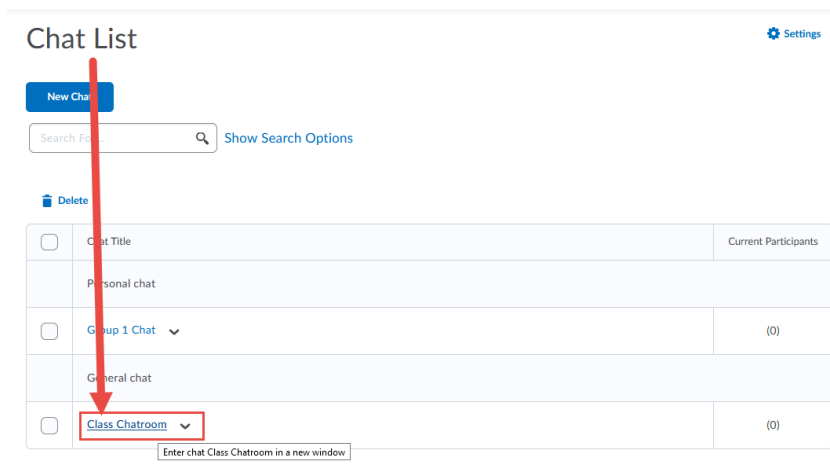 Chat List
Settings
New Chat
Search For...
Show Search Options
Delete
Chat Title
Current Participants
Personal chat
Group 1 Chat
(0)
General chat
Class Chatroom
(0)
Enter chat Class Chatroom in a new window